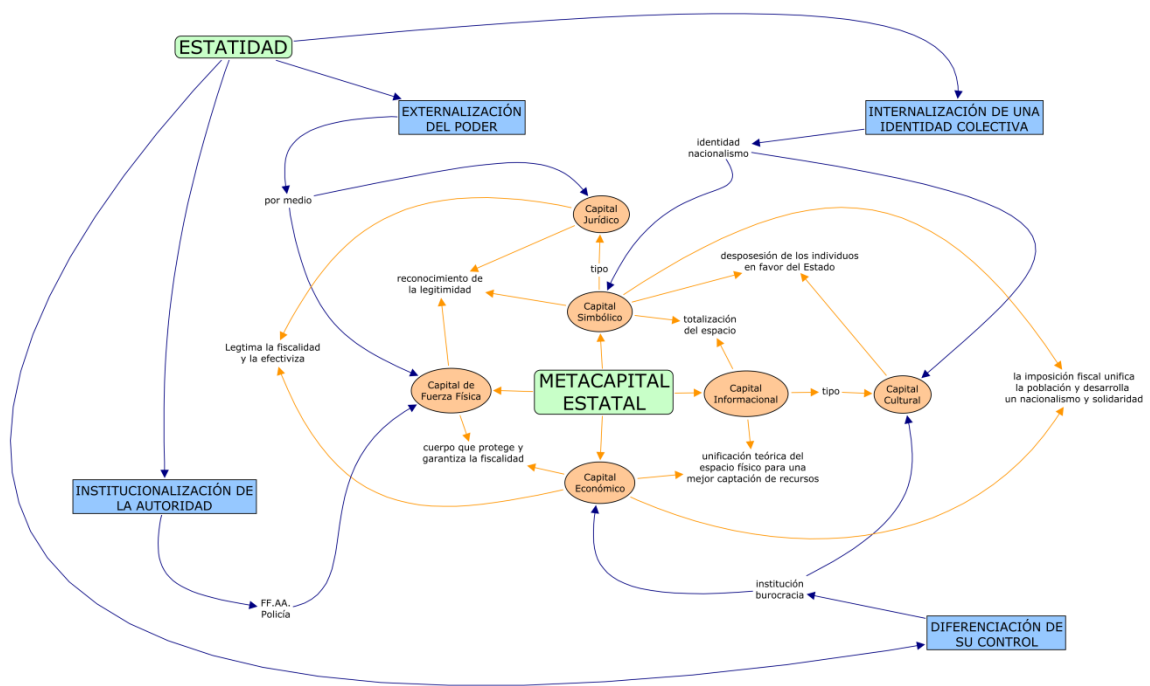 ESTATIDAD
EXTERNALIZACIÓN
DEL PODER
INTERNALIZACIÓN DE UNA
IDENTIDAD COLECTIVA
identidad
nacionalismo
por medio
Capital
Jurídico
tipo
reconocimiento de
la legitimidad
desposesión de los individuos
en favor del Estado
Capital
Simbólico
totalización
del espacio
Legtima la fiscalidad
y la efectiviza
Capital de
Fuerza Física
METACAPITAL
ESTATAL
Capital
Informacional
tipo
Capital
Cultural
la imposición fiscal unifica
la población y desarrolla
un nacionalismo y solidaridad
cuerpo que protege y
garantiza la fiscalidad
Capital
Económico
unificación teórica del
espacio físico para una
mejor captación de recursos
INSTITUCIONALIZACIÓN DE
LA AUTORIDAD
FF.AA.
Policía
institución
burocracia
DIFERENCIACIÓN DE
SU CONTROL